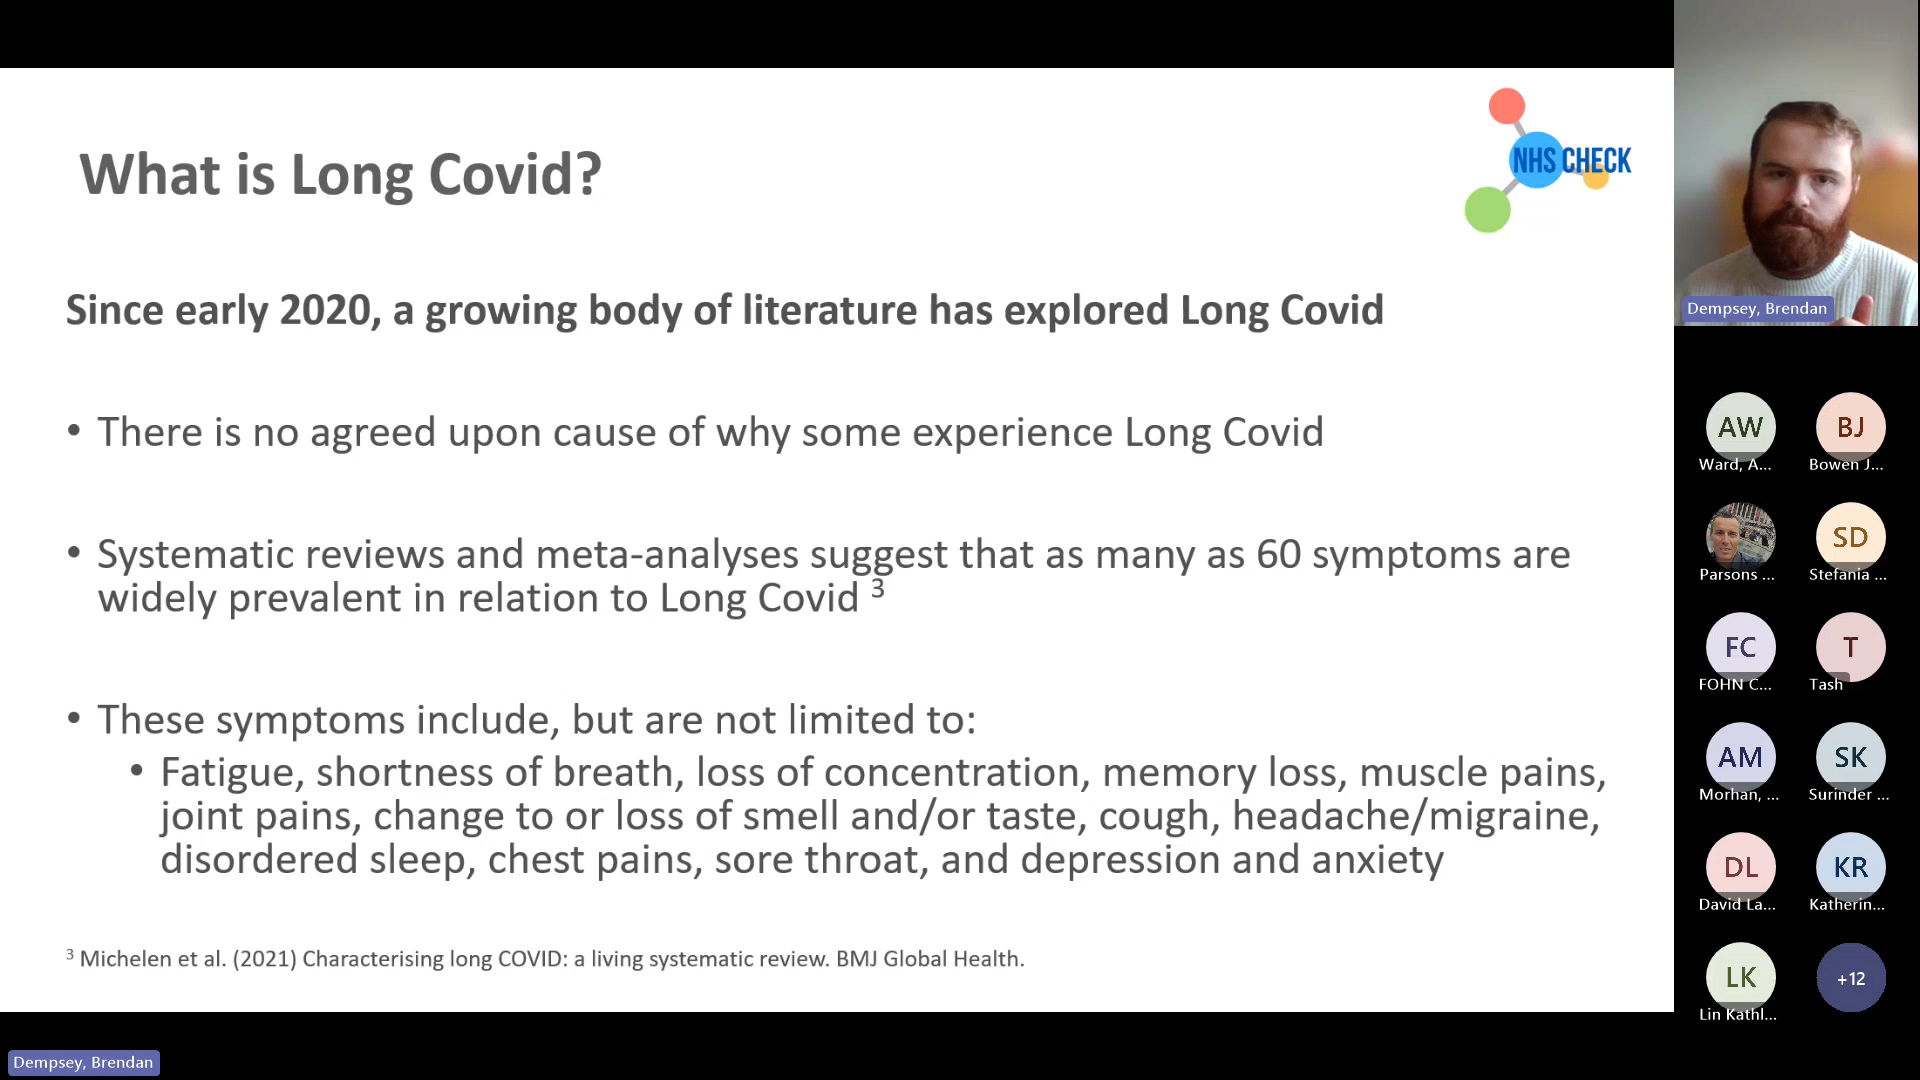 What is Long Covid?
NHS CHECK
Since early 2020, a growing body of literature has explored Long Covid
• There is no agreed upon cause of why some experience Long Covid
• Systematic reviews and meta-analyses suggest that as many as 60 symptoms are
widely prevalent in relation to Long Covid 3
• These symptoms include, but are not limited to:
• Fatigue, shortness of breath, loss of concentration, memory loss, muscle pains,
joint pains, change to or loss of smell and/or taste, cough, headache/migraine,
disordered sleep, chest pains, sore throat, and depression and anxiety
3 Michelen et al. (2021) Characterising long COVID: a living systematic review. BMJ Global Health.
Dempsey, Brendan
Dempsey, Brendan
AW
Ward, A...
BJ
Bowen J...
Parsons ...
SD
Stefania ...
FC
FOHN C...
T
Tash
AM
Morhan, ...
SK
Surinder ...
DL
David La...
KR
Katherin...
LK
Lin Kathl...
+12